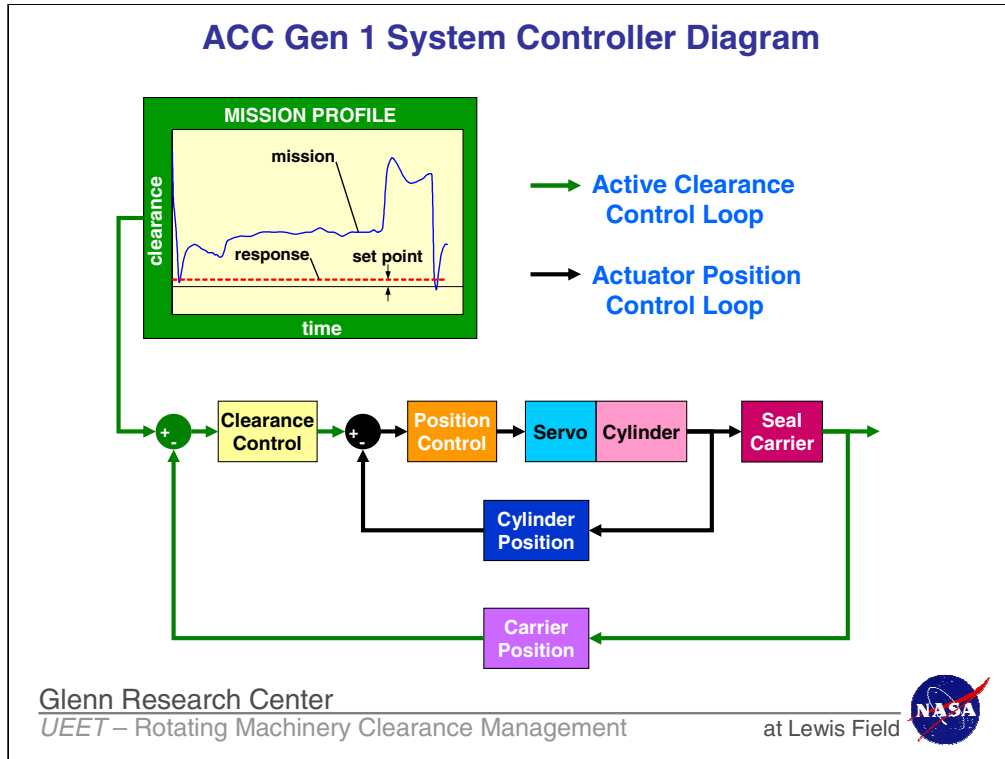 ACC Gen 1 System Controller Diagram
MISSION PROFILE
clearance
mission
response
set point
time
Active Clearance
Control Loop
Actuator Position
Control Loop
+
-
Clearance
Control
+
-
Position
Control
Servo
Cylinder
Seal
Carrier
Cylinder
Position
Carrier
Position
Glenn Research Center
UEET – Rotating Machinery Clearance Management
at Lewis Field
NASA